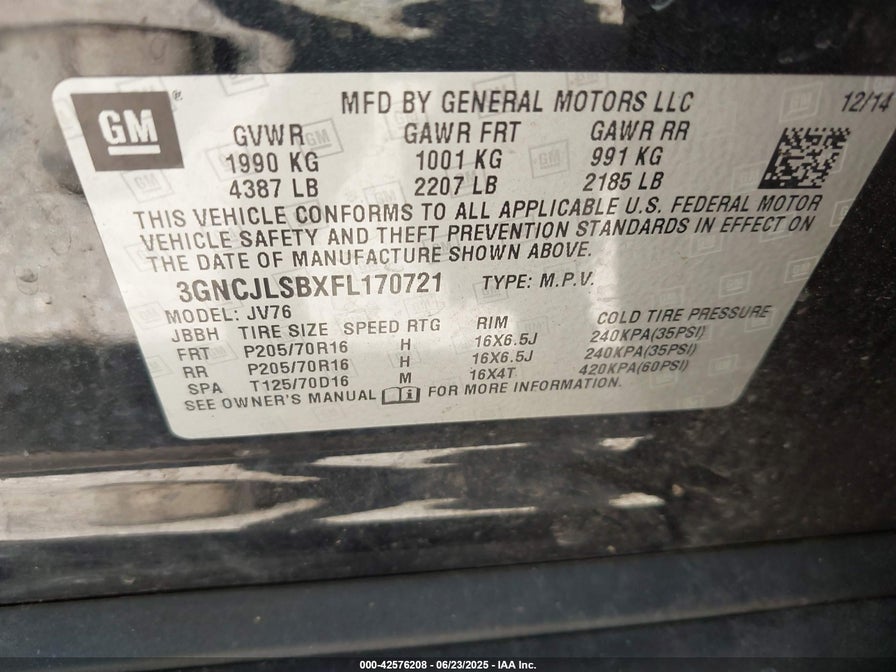 GM®
MFD BY GENERAL MOTORS LLC 12/14
GVWR GAWR FRT GAWR RR
1990 KG 1001 KG 991 KG
4387 LB 2207 LB 2185 LB
THIS VEHICLE CONFORMS TO ALL APPLICABLE U.S. FEDERAL MOTOR
VEHICLE SAFETY AND THEFT PREVENTION STANDARDS IN EFFECT ON
THE DATE OF MANUFACTURE SHOWN ABOVE.
3GNCJLSBXFL170721 TYPE: M.P.V.
MODEL: JV76
JBBH TIRE SIZE SPEED RTG RIM COLD TIRE PRESSURE
FRT P205/70R16 H 16X6.5J 240KPA(35PSI)
RR P205/70R16 H 16X6.5J 240KPA(35PSI)
SPA T125/70D16 M 16X4T 420KPA(60PSI)
SEE OWNER'S MANUAL FOR MORE INFORMATION.
000-42576208 - 06/23/2025 - IAA Inc.